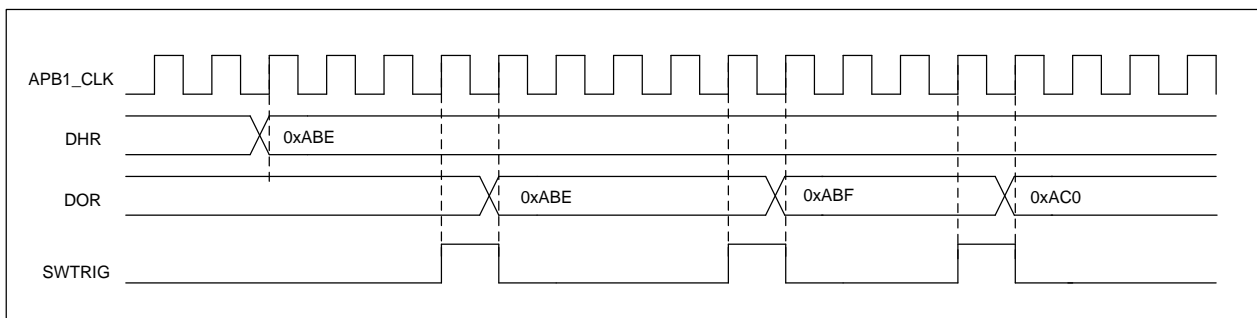 APB1_CLK
DHR
0xABE
DOR
0xABE
0xABF
0xAC0
SWTRIG